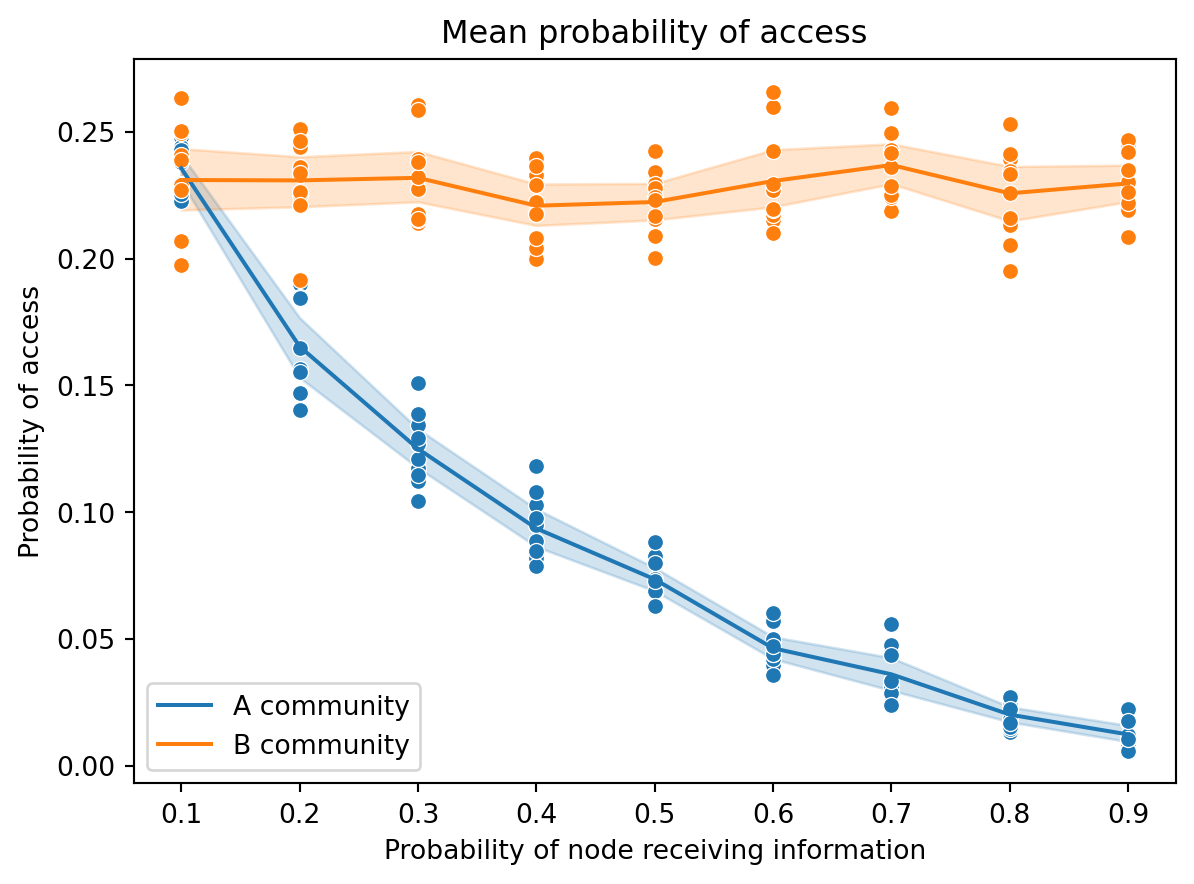 Mean probability of access
Probability of access
0.25
0.20
0.15
0.10
0.05
0.00
A community
B community
0.1 0.2 0.3 0.4 0.5 0.6 0.7 0.8 0.9
Probability of node receiving information